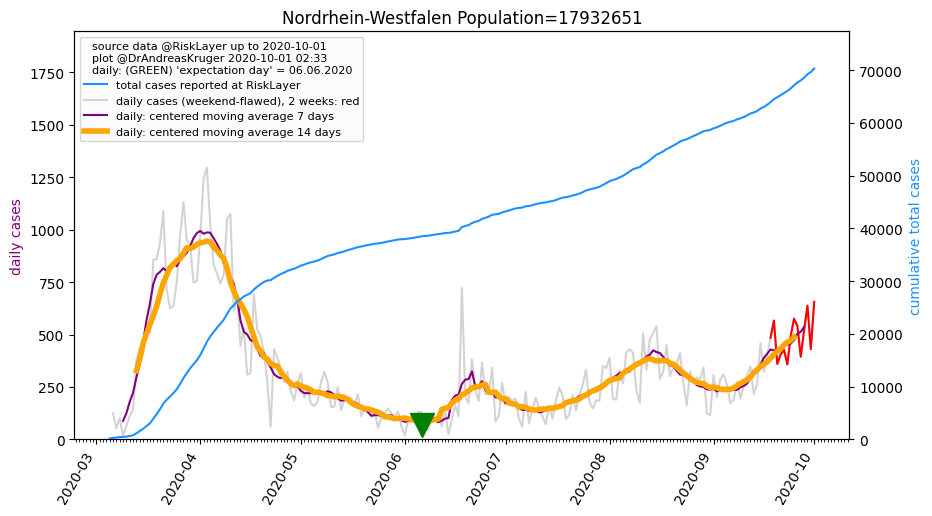 Nordrhein-Westfalen Population=17932651
source data @RiskLayer up to 2020-10-01
plot @DrAndreasKruger 2020-10-01 02:33
daily: (GREEN) 'expectation day' = 06.06.2020
total cases reported at RiskLayer
daily cases (weekend-flawed), 2 weeks: red
daily: centered moving average 7 days
daily: centered moving average 14 days
daily cases
1750
1500
1250
1000
750
500
250
0
cumulative total cases
70000
60000
50000
40000
30000
20000
10000
0
2020-03
2020-04
2020-05
2020-06
2020-07
2020-08
2020-09
2020-10